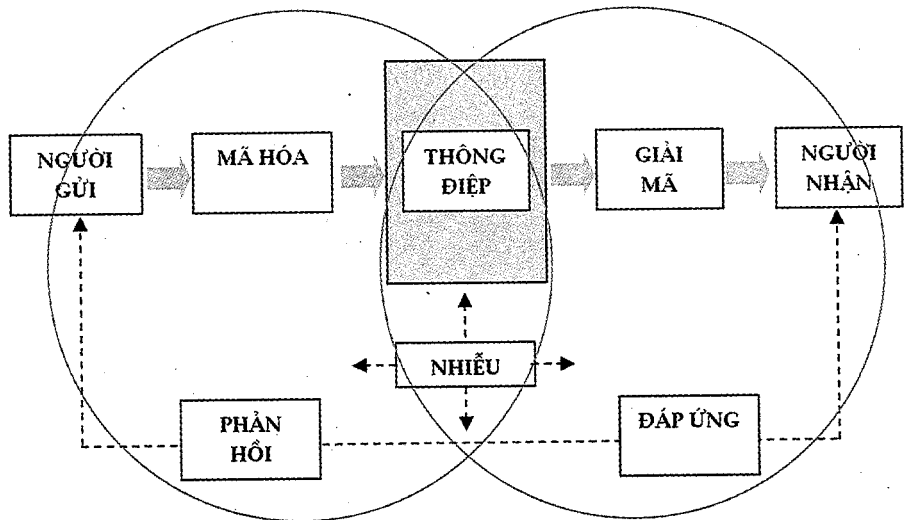 NGƯỜI
GỬI
MÃ HÓA
THÔNG
ĐIỆP
GIẢI
MÃ
NGƯỜI
NHẬN
NHIỄU
PHẢN
HỒI
ĐÁP ỨNG